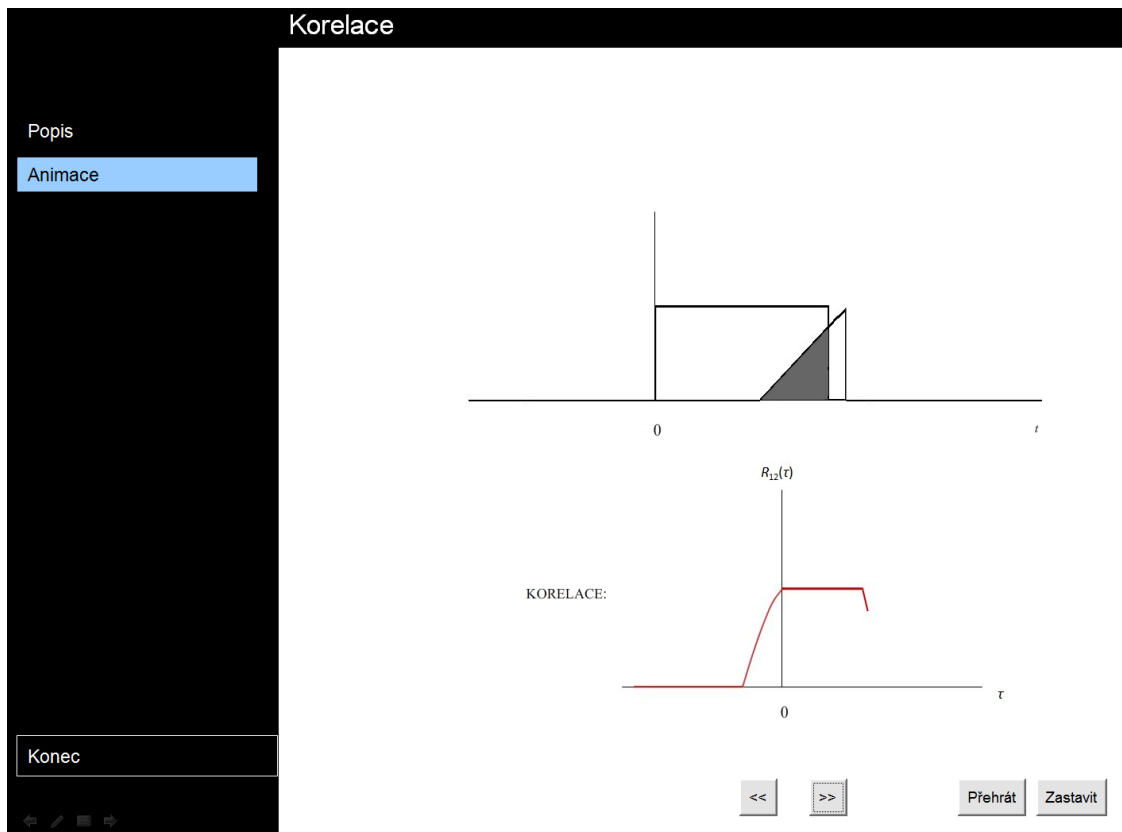 Korelace
Popis
Animace
0
t
R₁₂(τ)
KORELACE:
τ
0
Konec
<< >> Přehrát Zastavit